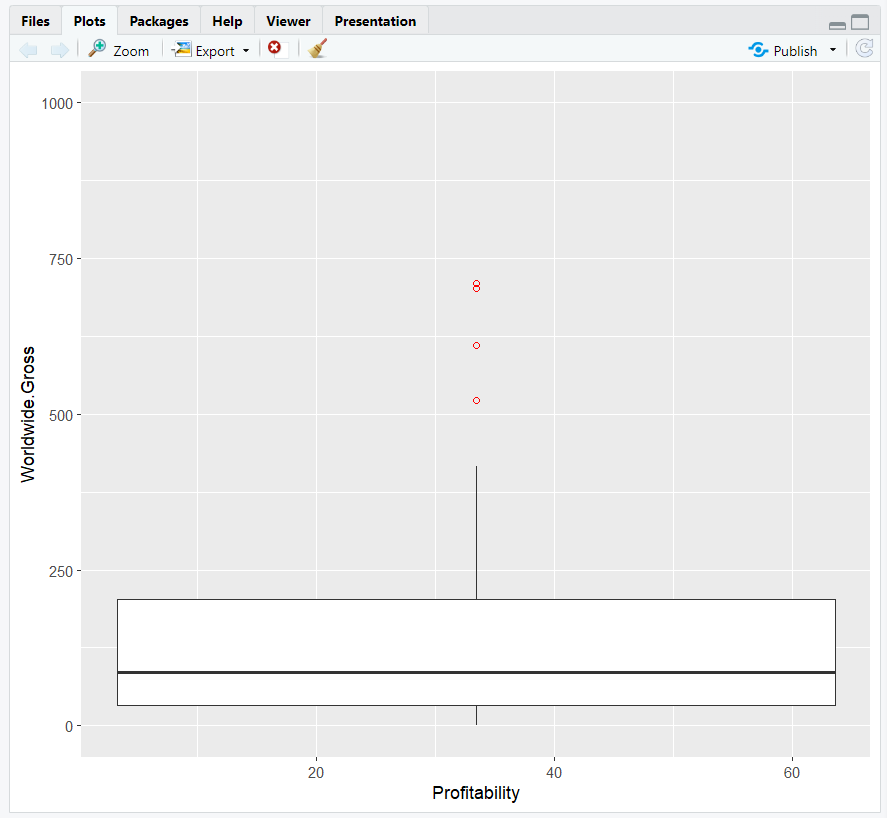 Files Plots Packages Help Viewer Presentation
Zoom Export Publish
1000
750
500
250
0
Worldwide.Gross
20 40 60
Profitability